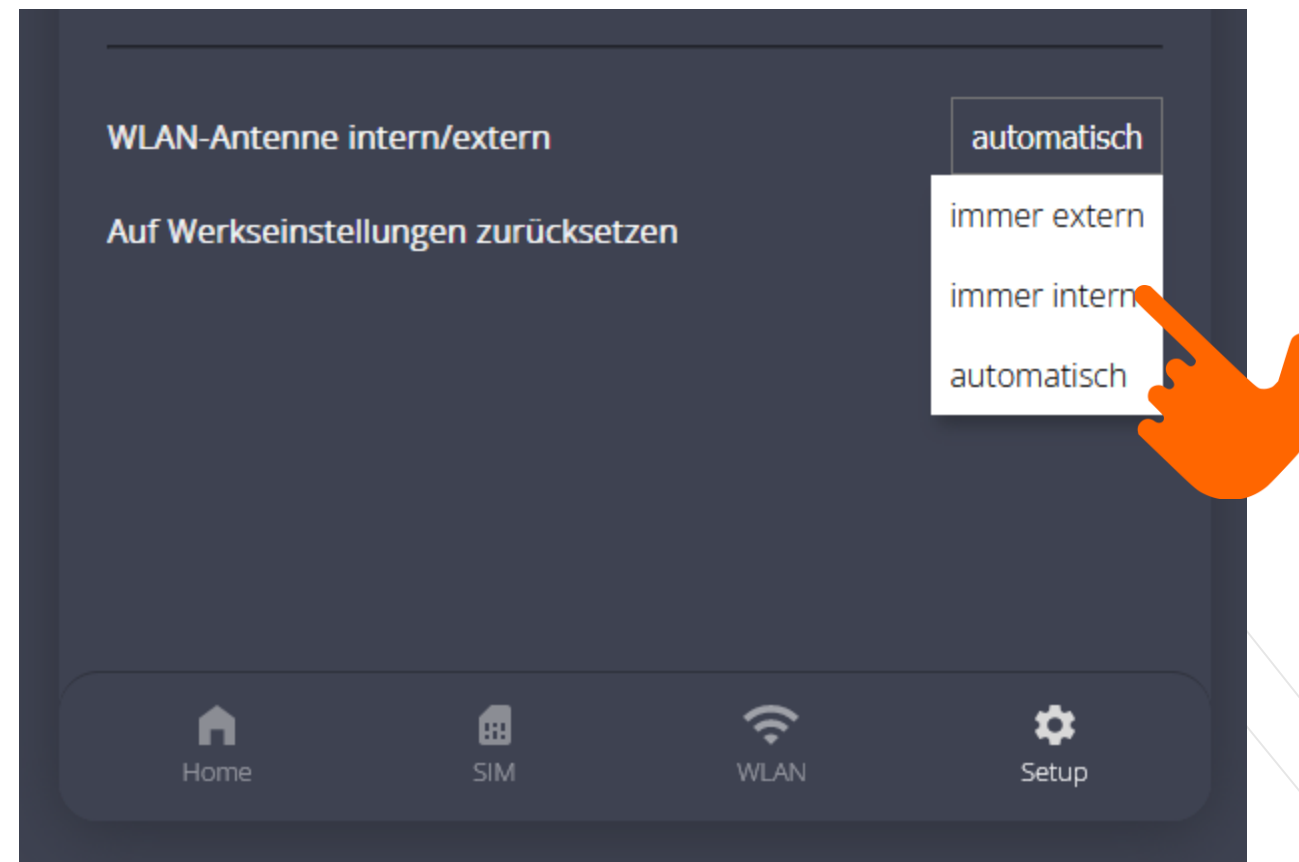 WLAN-Antenne intern/extern
automatisch
Auf Werkseinstellungen zurücksetzen
immer extern
immer intern
automatisch
Home
SIM
WLAN
Setup